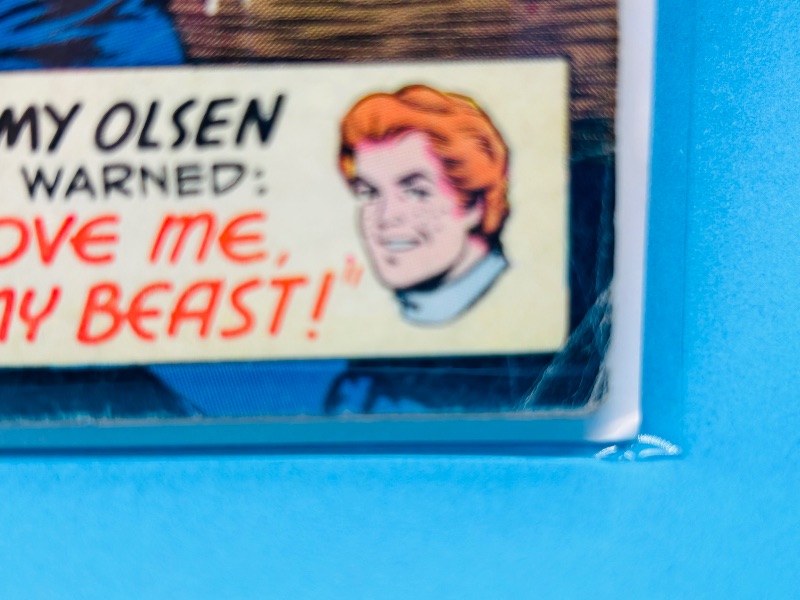 MY OLSEN
WARNED:
OVE ME,
MY BEAST!"